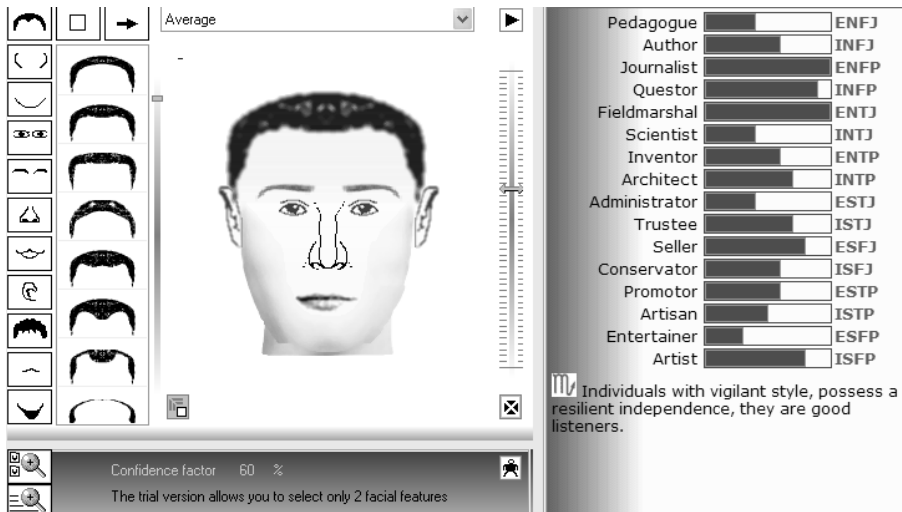 Average
Pedagogue ENFJ
Author INFJ
Journalist ENFP
Questor INFP
Fieldmarshal ENTJ
Scientist INTJ
Inventor ENTP
Architect INTP
Administrator ESTJ
Trustee ISTJ
Seller ESFJ
Conservator ISFJ
Promotor ESTP
Artisan ISTP
Entertainer ESFP
Artist ISFP
♏ Individuals with vigilant style, possess a
resilient independence, they are good
listeners.
Confidence factor 60 %
The trial version allows you to select only 2 facial features